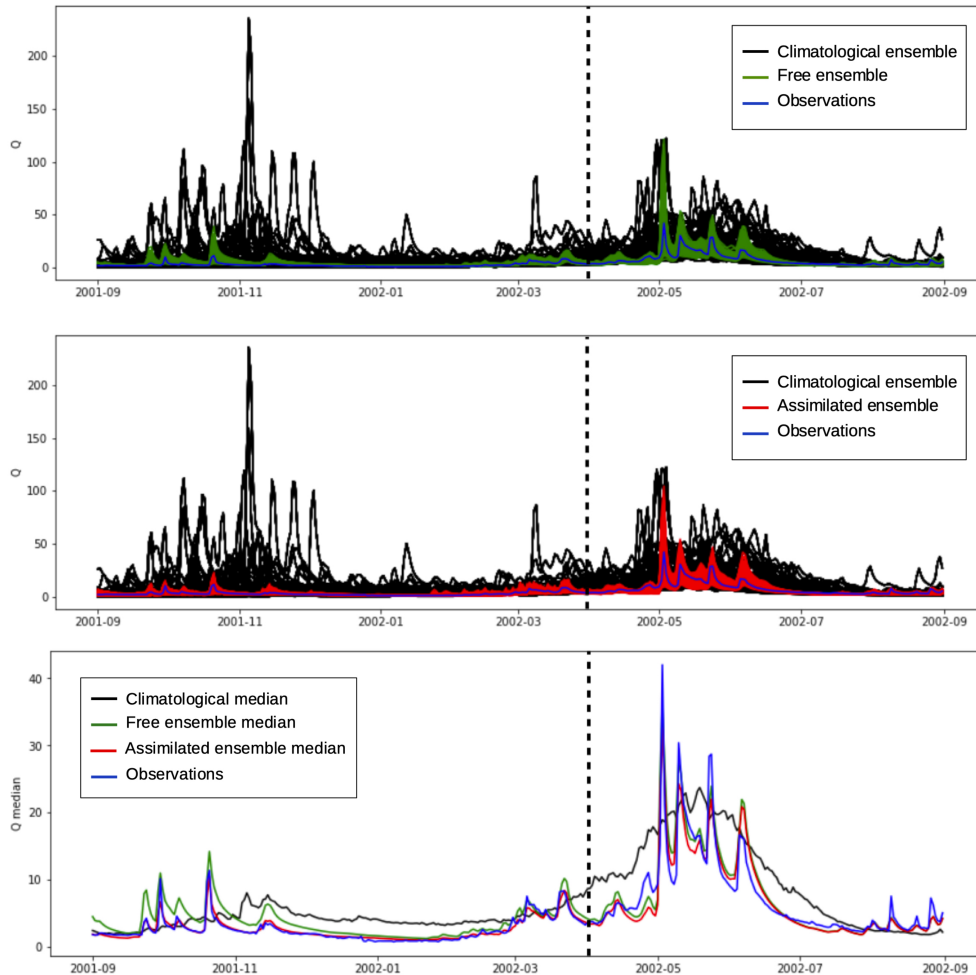 200
150
100
50
0
Q
Climatological ensemble
Free ensemble
Observations
2001-09 2001-11 2002-01 2002-03 2002-05 2002-07 2002-09
200
150
100
50
0
Q
Climatological ensemble
Assimilated ensemble
Observations
2001-09 2001-11 2002-01 2002-03 2002-05 2002-07 2002-09
40
30
20
10
0
Q median
Climatological median
Free ensemble median
Assimilated ensemble median
Observations
2001-09 2001-11 2002-01 2002-03 2002-05 2002-07 2002-09